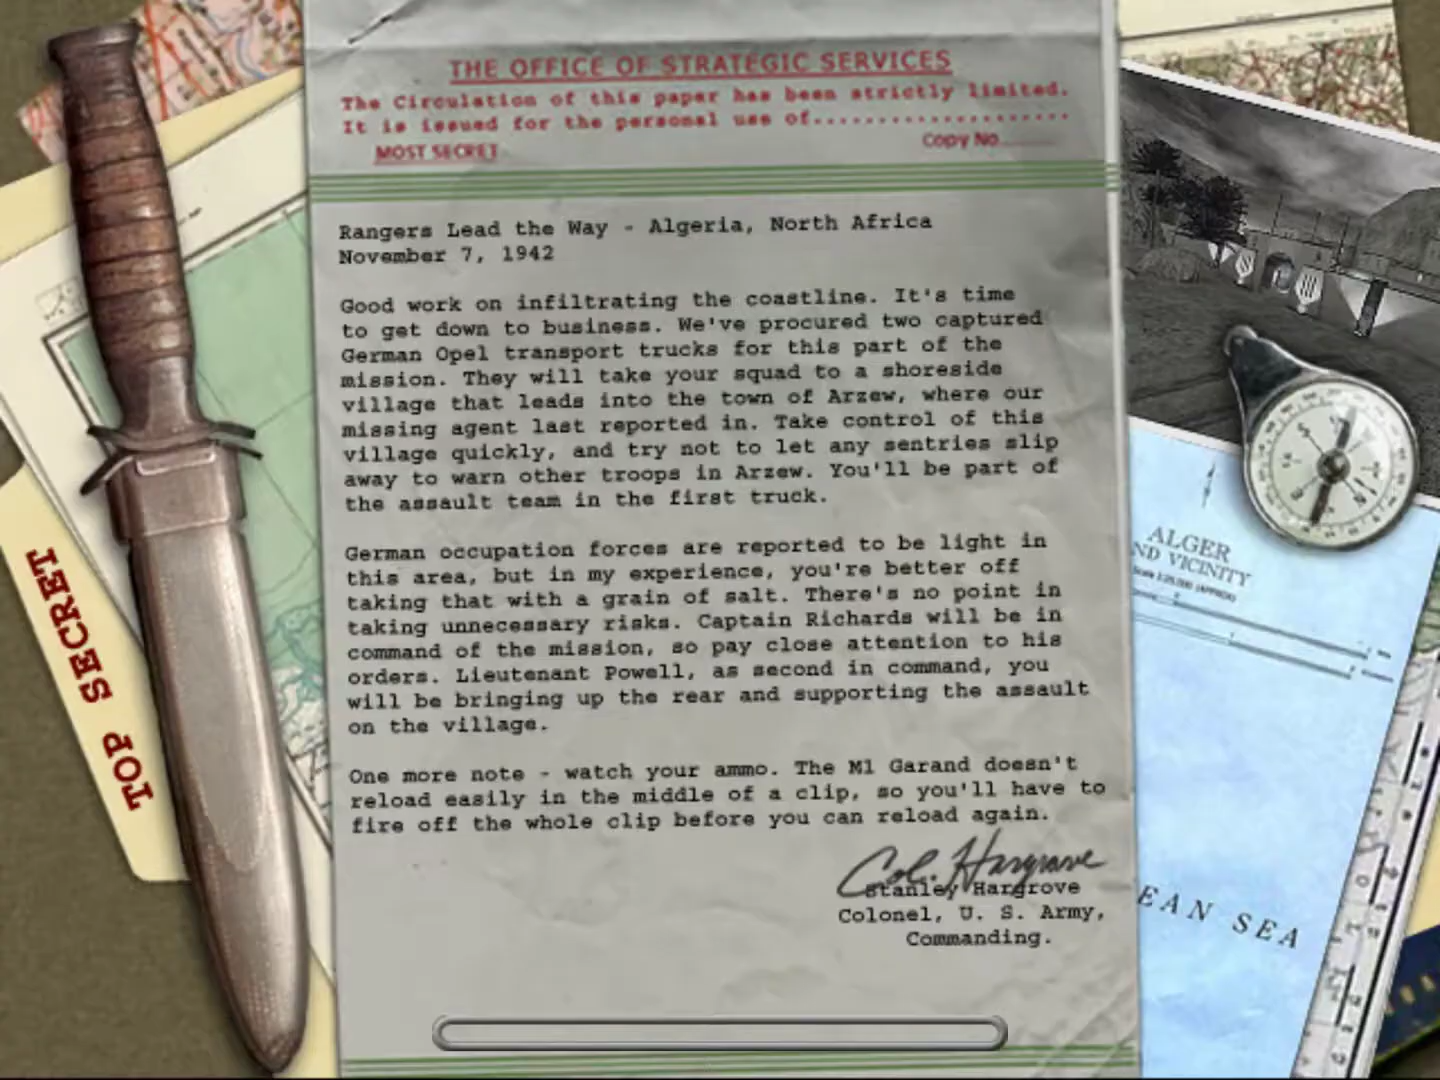 THE OFFICE OF STRATEGIC SERVICES
The Circulation of this paper has been strictly limited.
It is issued for the personal use of.....................
MOST SECRET
Copy No..........
Rangers Lead the Way - Algeria, North Africa
November 7, 1942
Good work on infiltrating the coastline. It's time
to get down to business. We've procured two captured
German Opel transport trucks for this part of the
mission. They will take your squad to a shoreside
village that leads into the town of Arzew, where our
missing agent last reported in. Take control of this
village quickly, and try not to let any sentries slip
away to warn other troops in Arzew. You'll be part of
the assault team in the first truck.
German occupation forces are reported to be light in
this area, but in my experience, you're better off
taking that with a grain of salt. There's no point in
taking unnecessary risks. Captain Richards will be in
command of the mission, so pay close attention to his
orders. Lieutenant Powell, as second in command, you
will be bringing up the rear and supporting the assault
on the village.
One more note - watch your ammo. The M1 Garand doesn't
reload easily in the middle of a clip, so you'll have to
fire off the whole clip before you can reload again.
Col. Hargrave
Stanley Hargrove
Colonel, U. S. Army,
Commanding.
TOP SECRET
ALGER
ND VICINITY
EAN SEA